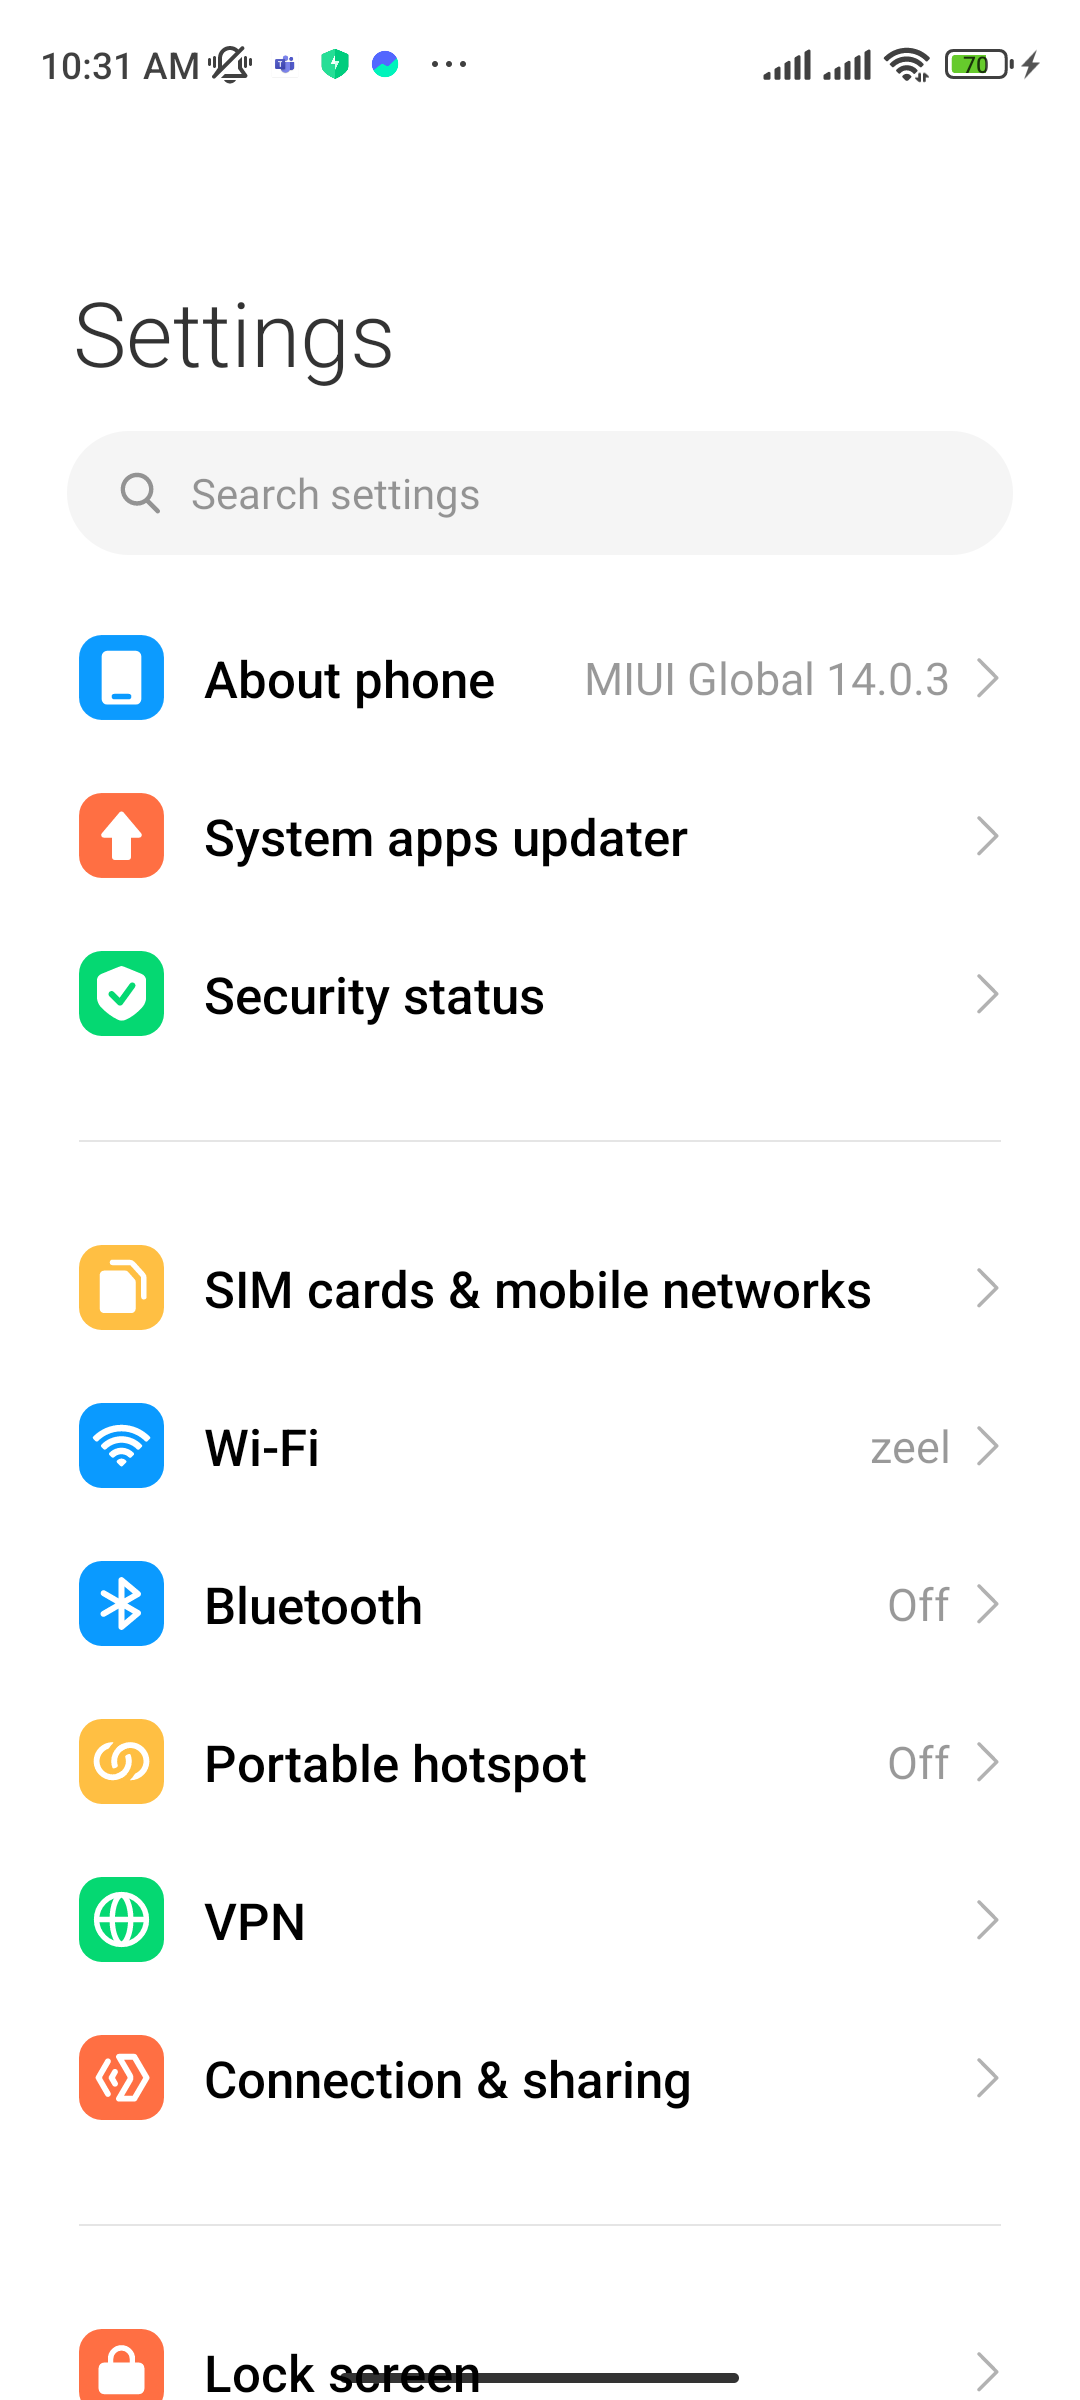 10:31 AM 70
Settings
Search settings
About phone MIUI Global 14.0.3
System apps updater
Security status
SIM cards & mobile networks
Wi-Fi zeel
Bluetooth Off
Portable hotspot Off
VPN
Connection & sharing
Lock screen